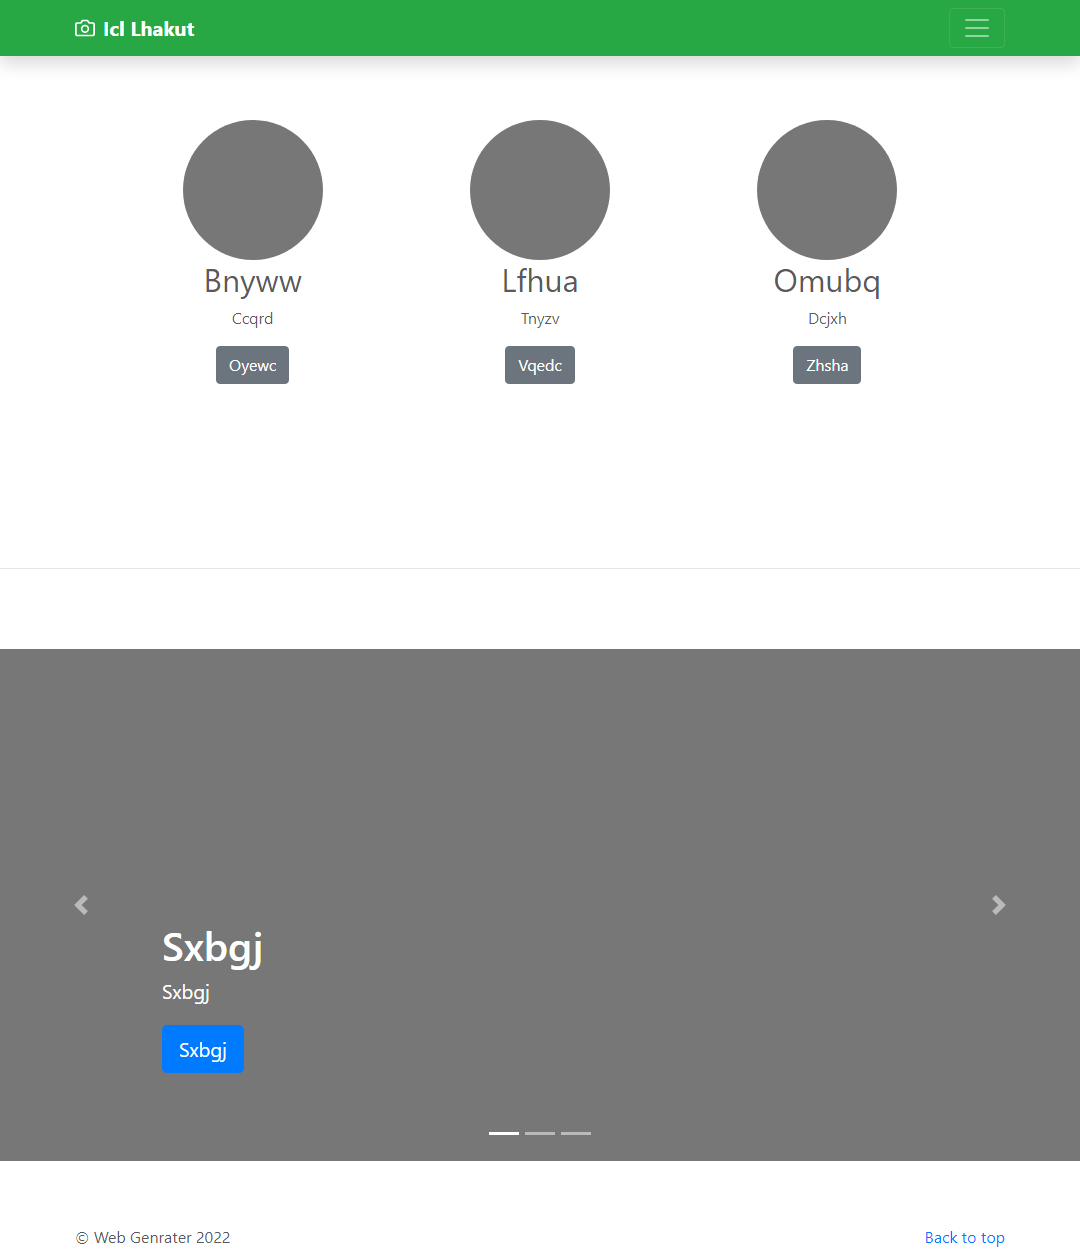 Icl Lhakut
Bnyww
Ccqrd
Oyewc
Lfhua
Tnyzv
Vqedc
Omubq
Dcjxh
Zhsha
Sxbgj
Sxbgj
Sxbgj
© Web Genrater 2022
Back to top